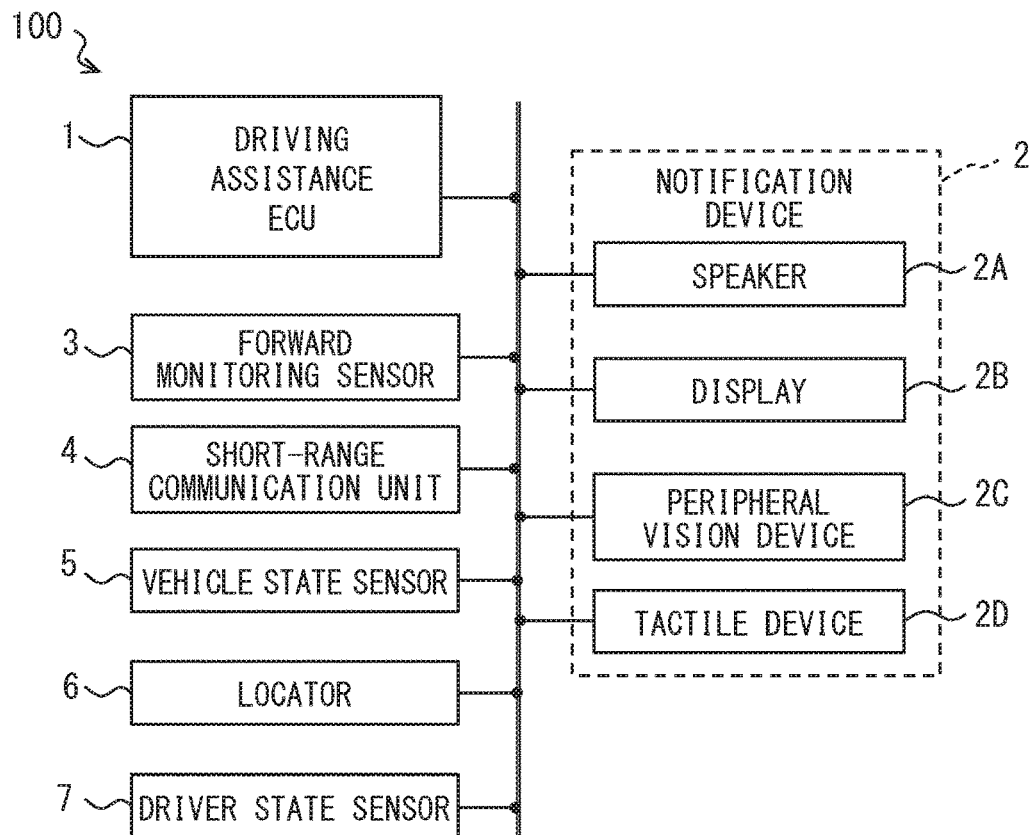 100
1
DRIVING
ASSISTANCE
ECU
3
FORWARD
MONITORING SENSOR
4
SHORT-RANGE
COMMUNICATION UNIT
5
VEHICLE STATE SENSOR
6
LOCATOR
7
DRIVER STATE SENSOR
2
NOTIFICATION
DEVICE
SPEAKER
2A
DISPLAY
2B
PERIPHERAL
VISION DEVICE
2C
TACTILE DEVICE
2D